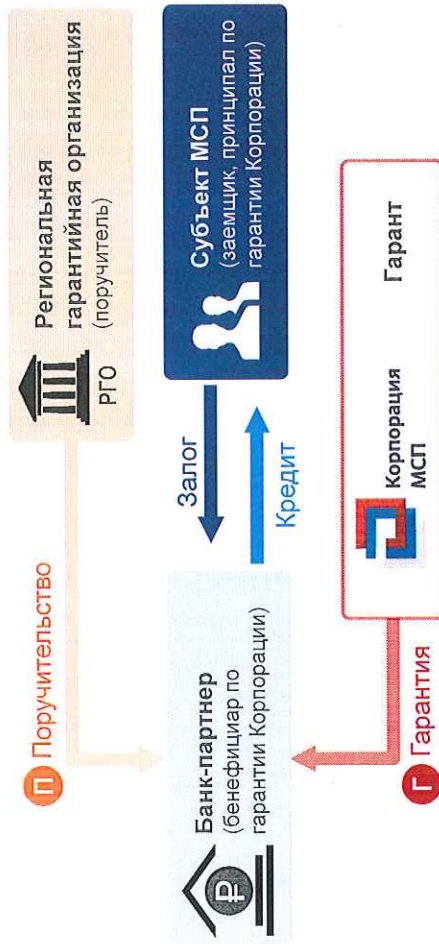 П Поручительство
РГО
Региональная
гарантийная организация
(поручитель)
₽
Банк-партнер
(бенефициар по
гарантии Корпорации)
Залог
Кредит
Субъект МСП
(заемщик, принципал по
гарантии Корпорации)
Г Гарантия
Корпорация
МСП
Гарант